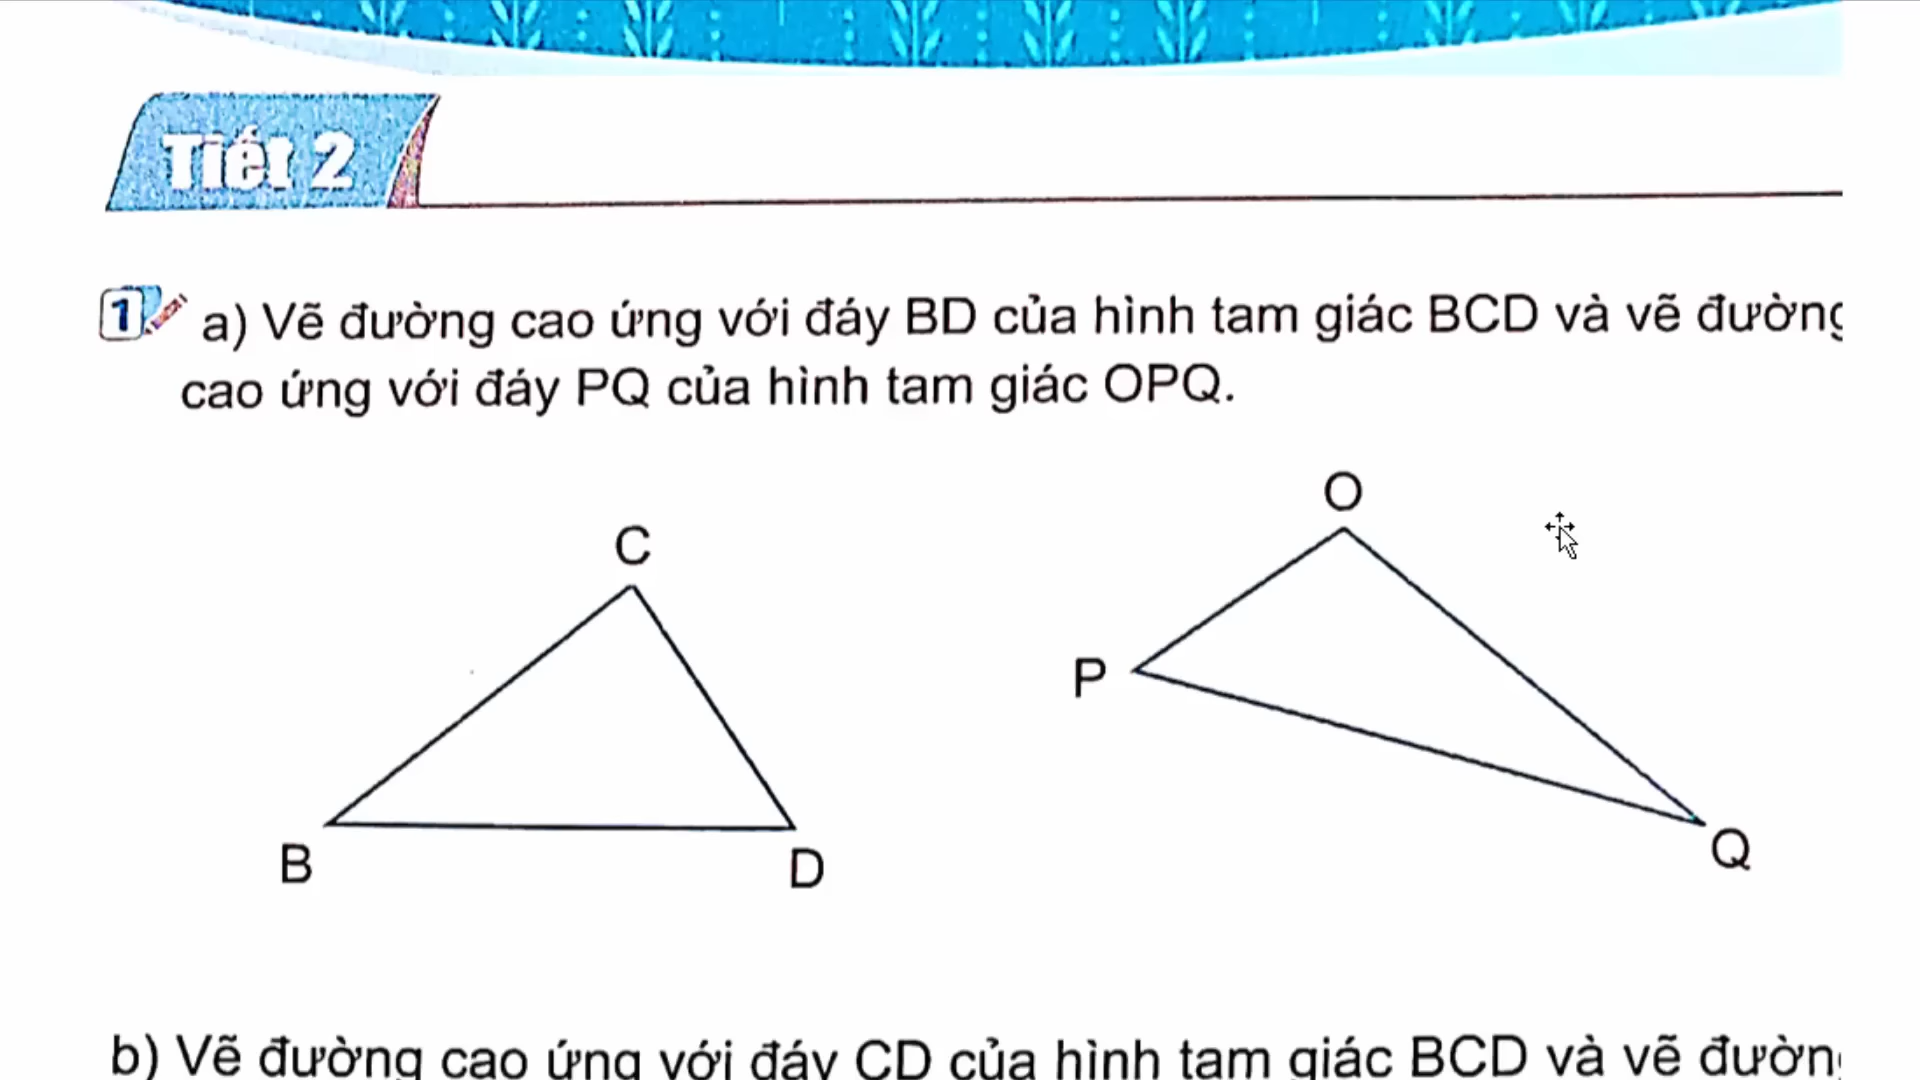 Tiết 2
1 a) Vẽ đường cao ứng với đáy BD của hình tam giác BCD và vẽ đường
cao ứng với đáy PQ của hình tam giác OPQ.
O
C
P
B
D
Q
b) Vẽ đường cao ứng với đáy CD của hình tam giác BCD và vẽ đường